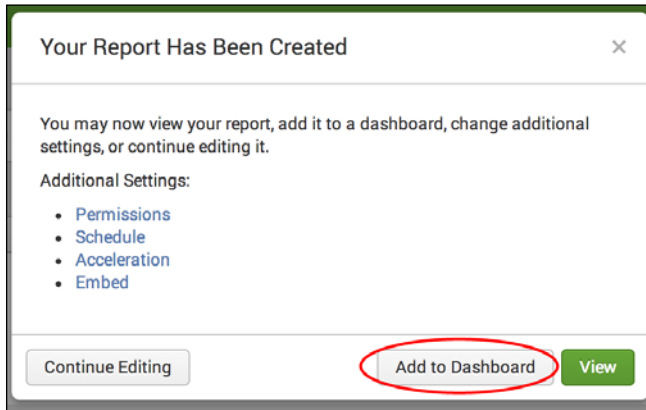 Your Report Has Been Created
You may now view your report, add it to a dashboard, change additional
settings, or continue editing it.
Additional Settings:
Permissions
Schedule
Acceleration
Embed
Continue Editing
Add to Dashboard
View